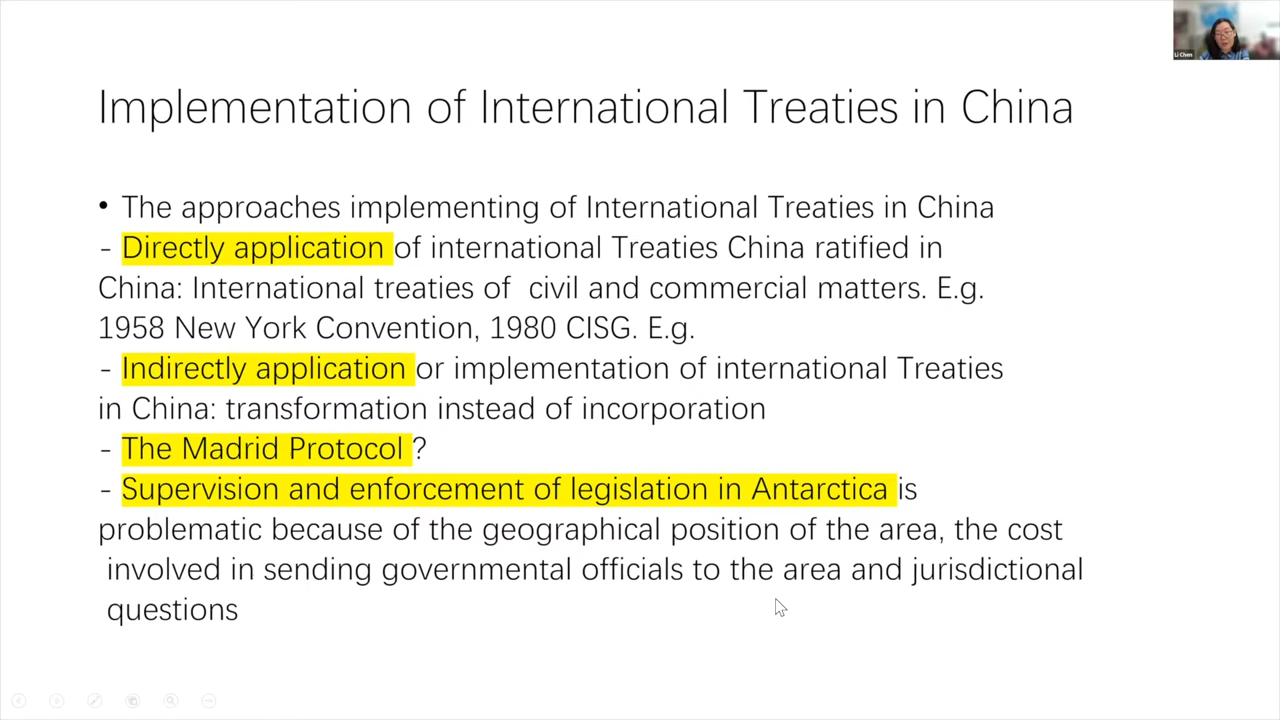 Li Chen
Implementation of International Treaties in China
• The approaches implementing of International Treaties in China
- Directly application of international Treaties China ratified in
China: International treaties of civil and commercial matters. E.g.
1958 New York Convention, 1980 CISG. E.g.
- Indirectly application or implementation of international Treaties
in China: transformation instead of incorporation
- The Madrid Protocol ?
- Supervision and enforcement of legislation in Antarctica is
problematic because of the geographical position of the area, the cost
involved in sending governmental officials to the area and jurisdictional
questions